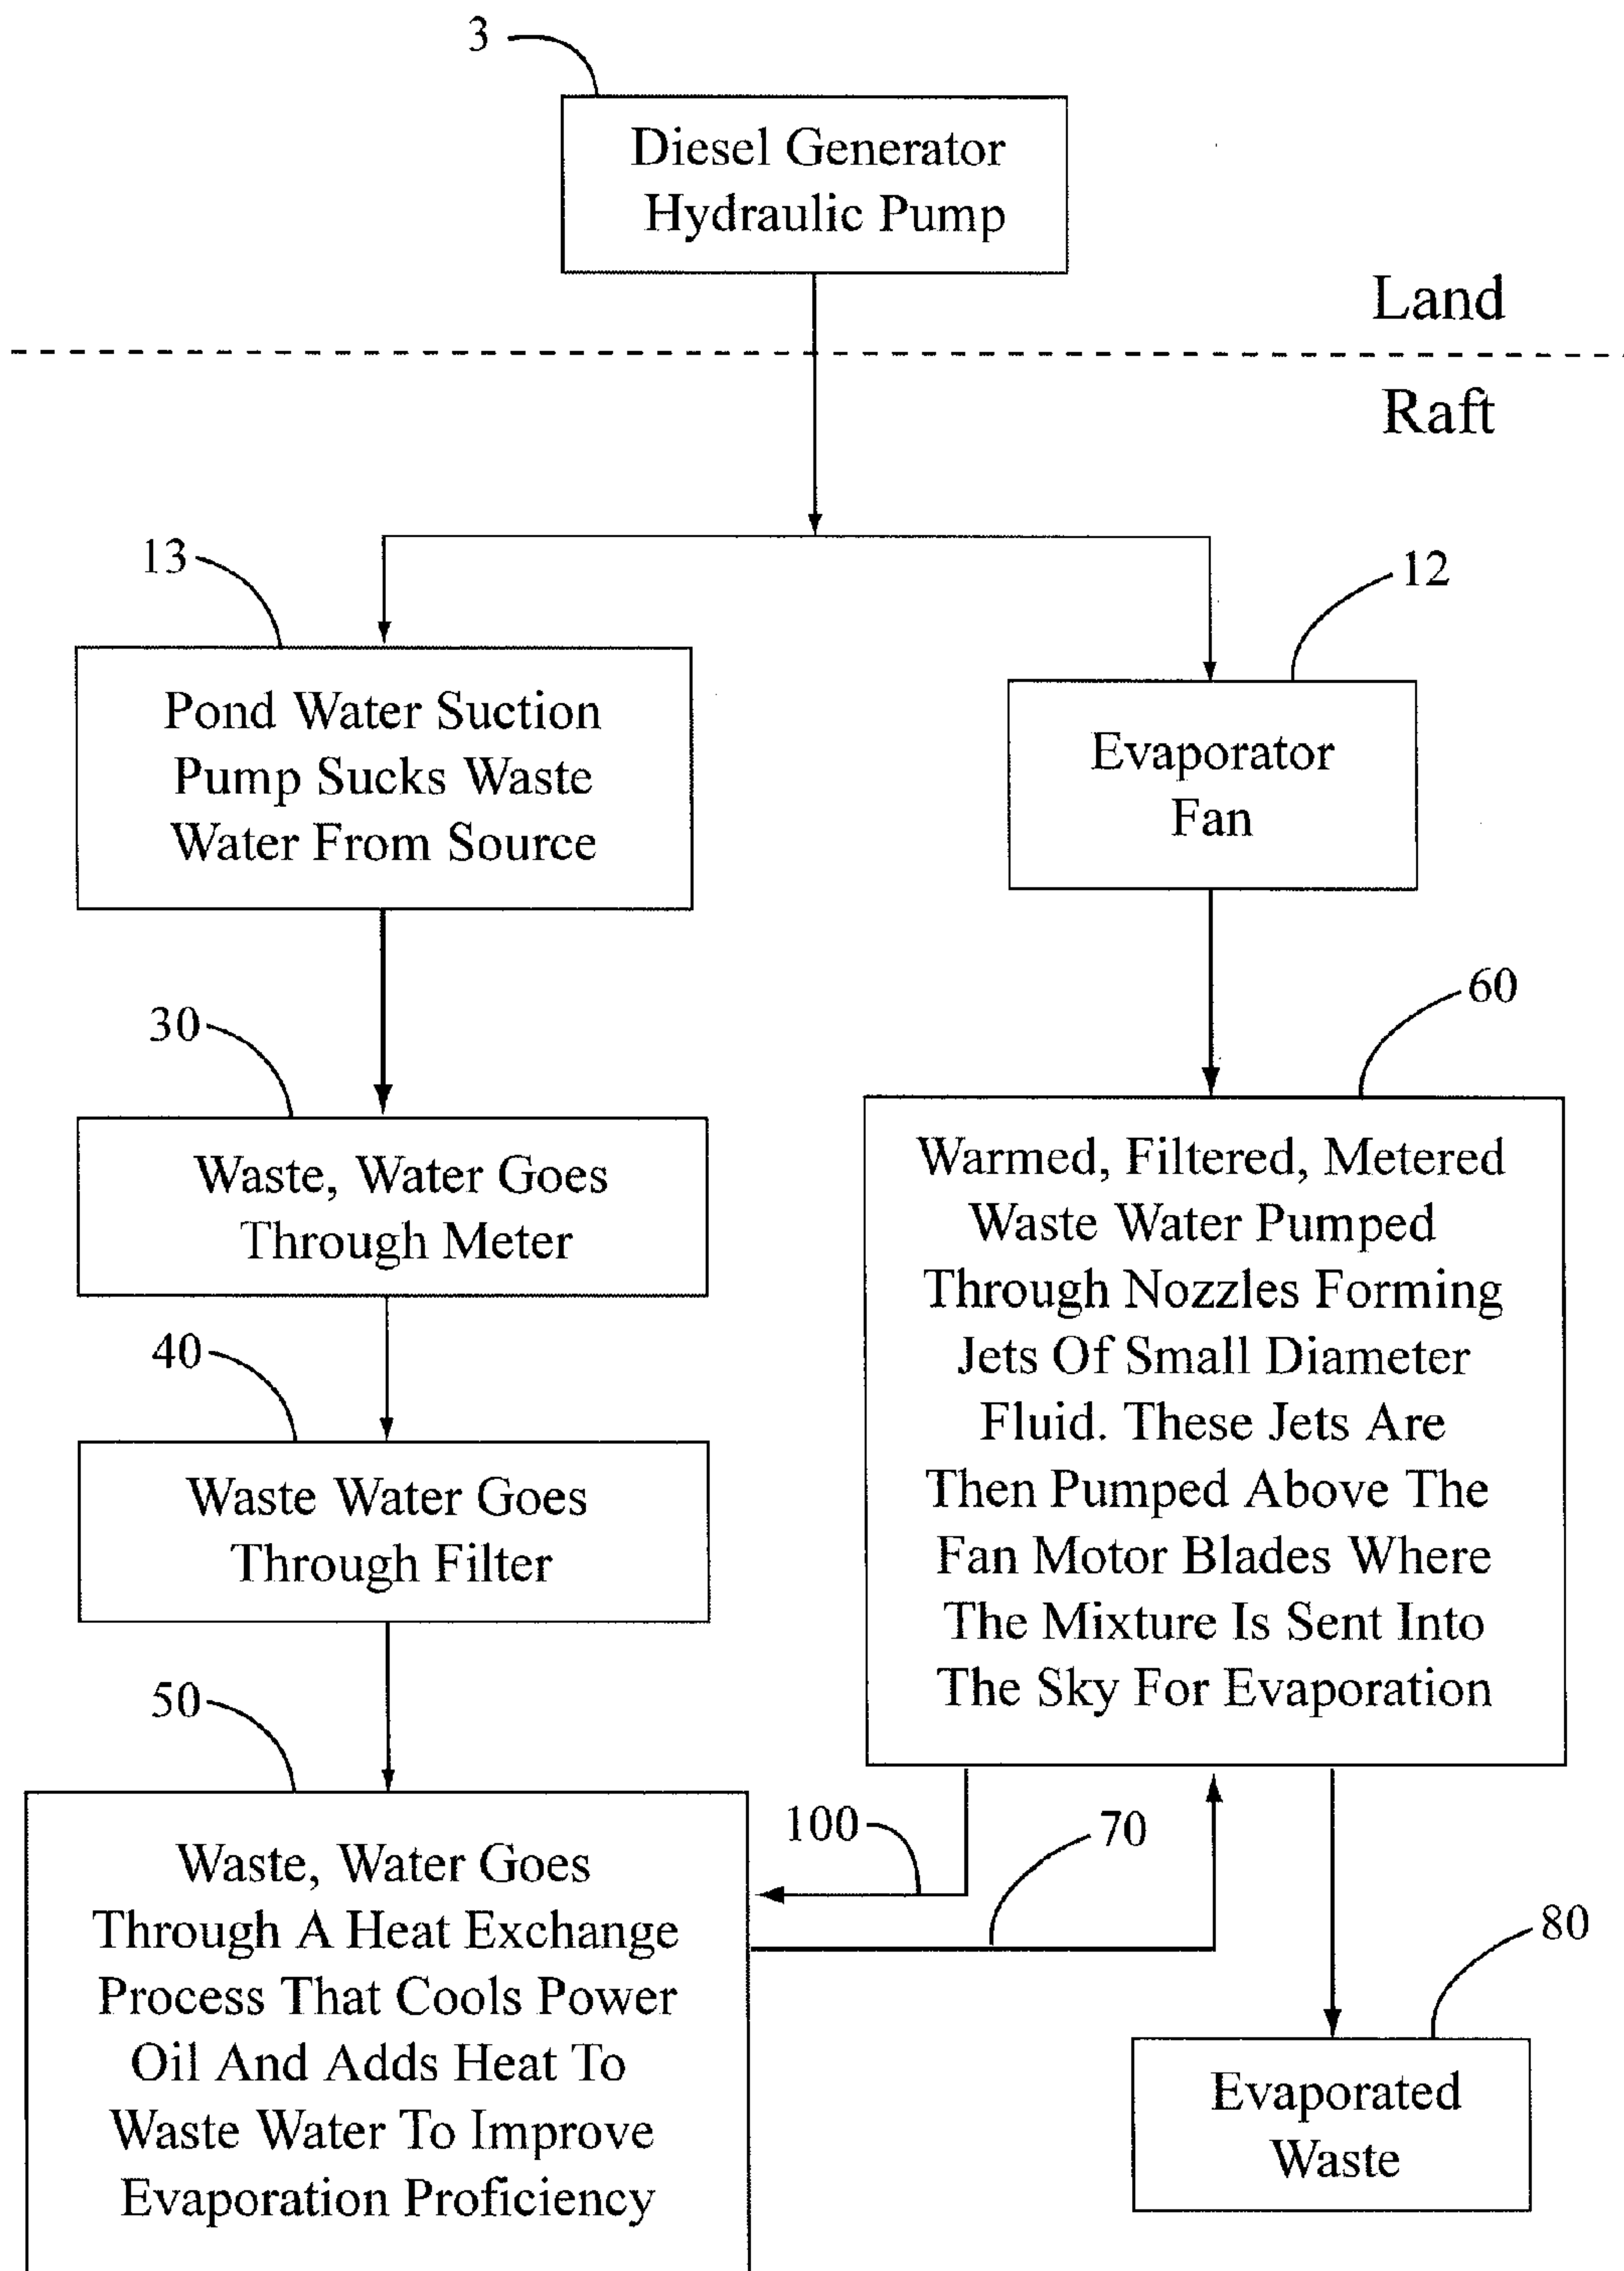 3
Diesel Generator
Hydraulic Pump
Land
Raft
13
12
Pond Water Suction
Pump Sucks Waste
Water From Source
Evaporator
Fan
30
60
Waste, Water Goes
Through Meter
Warmed, Filtered, Metered
Waste Water Pumped
Through Nozzles Forming
Jets Of Small Diameter
Fluid. These Jets Are
Then Pumped Above The
Fan Motor Blades Where
The Mixture Is Sent Into
The Sky For Evaporation
40
Waste Water Goes
Through Filter
50
100
70
Waste, Water Goes
Through A Heat Exchange
Process That Cools Power
Oil And Adds Heat To
Waste Water To Improve
Evaporation Proficiency
80
Evaporated
Waste